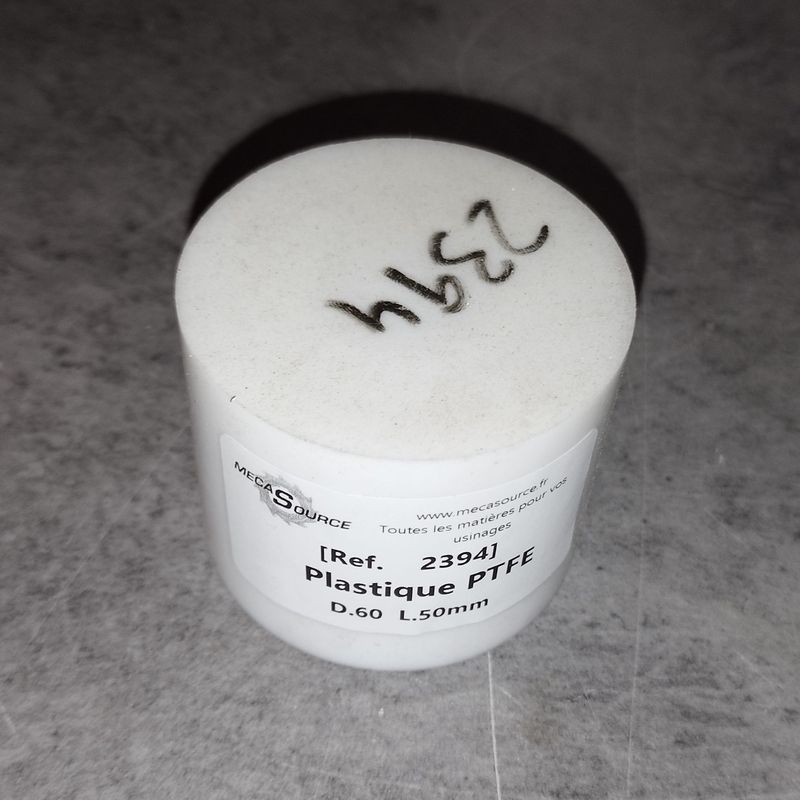 2394
MECASOURCE
www.mecasource.fr
Toutes les matières pour vos
usinages
[Ref. 2394]
Plastique PTFE
D.60 L.50mm